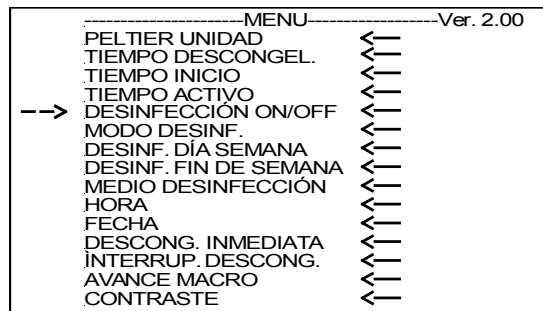 ----------------------MENU------------------Ver. 2.00
PELTIER UNIDAD <—
TIEMPO DESCONGEL. <—
TIEMPO INICIO <—
TIEMPO ACTIVO <—
--> DESINFECCIÓN ON/OFF <—
MODO DESINF. <—
DESINF. DÍA SEMANA <—
DESINF. FIN DE SEMANA <—
MEDIO DESINFECCIÓN <—
HORA <—
FECHA <—
DESCONG. INMEDIATA <—
ÌNTERRUP. DESCONG. <—
AVANCE MACRO <—
CONTRASTE <—